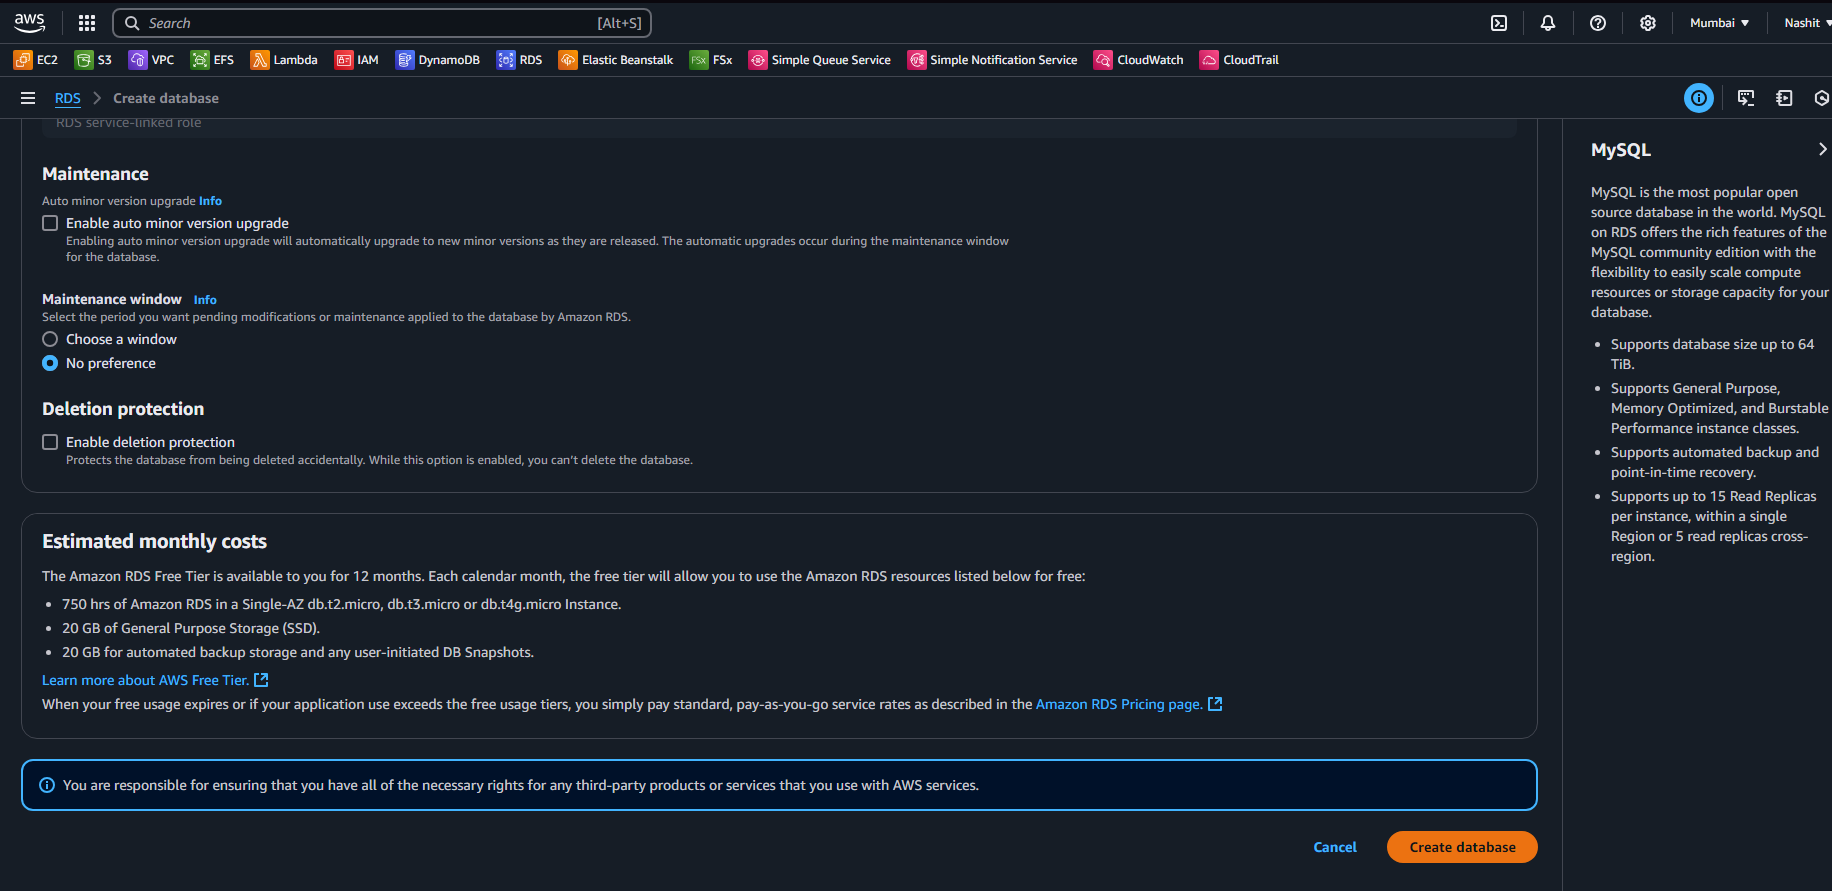 aws
Search [Alt+S]
Mumbai ▼
Nashit ▼
EC2 S3 VPC EFS Lambda IAM DynamoDB RDS Elastic Beanstalk FSx FSx Simple Queue Service Simple Notification Service CloudWatch CloudTrail
RDS > Create database
RDS service-linked role
Maintenance
Auto minor version upgrade Info
Enable auto minor version upgrade
Enabling auto minor version upgrade will automatically upgrade to new minor versions as they are released. The automatic upgrades occur during the maintenance window
for the database.
Maintenance window Info
Select the period you want pending modifications or maintenance applied to the database by Amazon RDS.
Choose a window
No preference
Deletion protection
Enable deletion protection
Protects the database from being deleted accidentally. While this option is enabled, you can't delete the database.
Estimated monthly costs
The Amazon RDS Free Tier is available to you for 12 months. Each calendar month, the free tier will allow you to use the Amazon RDS resources listed below for free:
• 750 hrs of Amazon RDS in a Single-AZ db.t2.micro, db.t3.micro or db.t4g.micro Instance.
• 20 GB of General Purpose Storage (SSD).
• 20 GB for automated backup storage and any user-initiated DB Snapshots.
Learn more about AWS Free Tier.
When your free usage expires or if your application use exceeds the free usage tiers, you simply pay standard, pay-as-you-go service rates as described in the Amazon RDS Pricing page.
You are responsible for ensuring that you have all of the necessary rights for any third-party products or services that you use with AWS services.
Cancel
Create database
MySQL
MySQL is the most popular open
source database in the world. MySQL
on RDS offers the rich features of the
MySQL community edition with the
flexibility to easily scale compute
resources or storage capacity for your
database.
• Supports database size up to 64
TiB.
• Supports General Purpose,
Memory Optimized, and Burstable
Performance instance classes.
• Supports automated backup and
point-in-time recovery.
• Supports up to 15 Read Replicas
per instance, within a single
Region or 5 read replicas cross-
region.